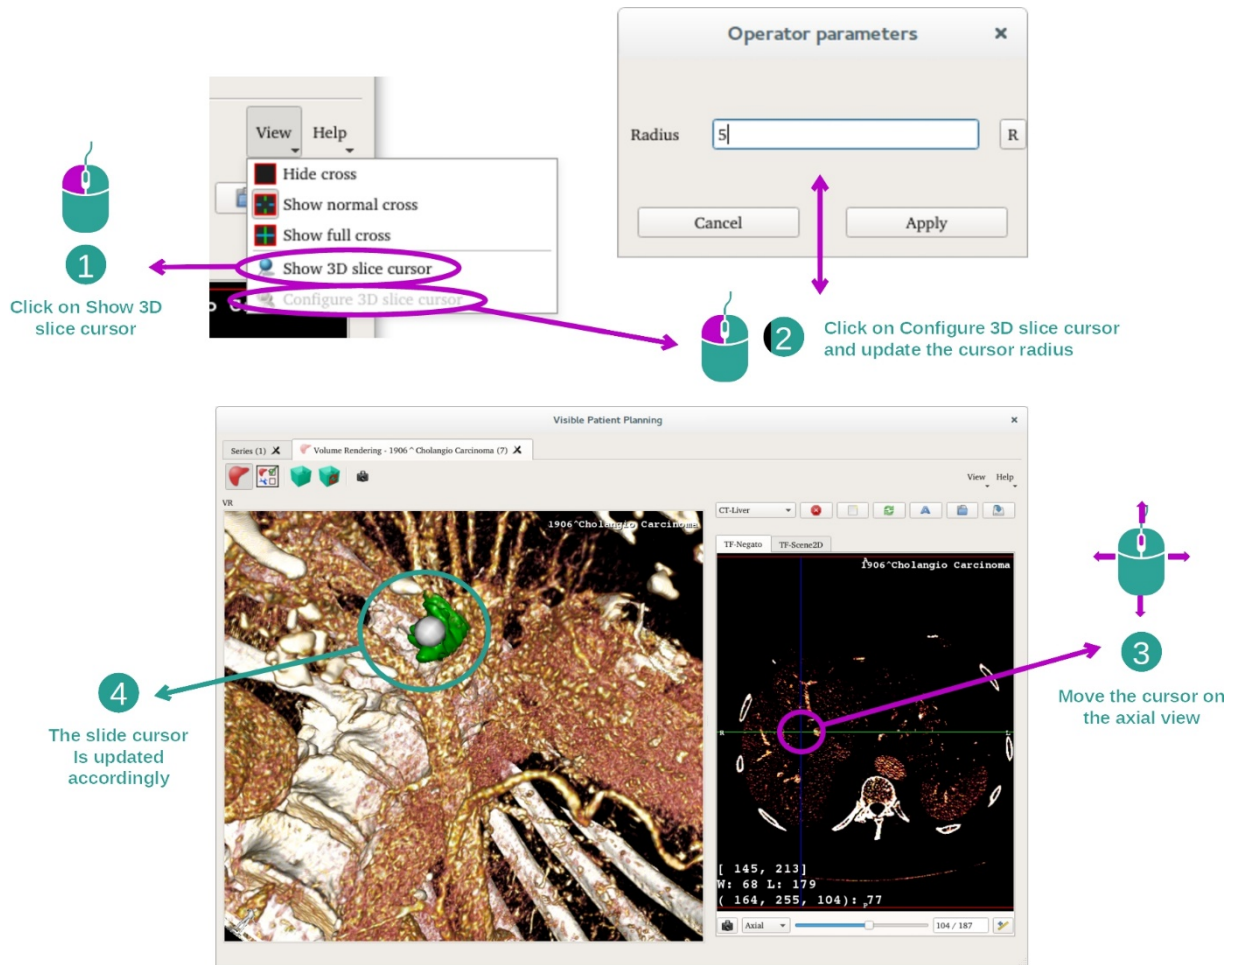 Operator parameters
Radius
5
R
Cancel
Apply
View
Help
Hide cross
Show normal cross
Show full cross
Show 3D slice cursor
Configure 3D slice cursor
1
Click on Show 3D
slice cursor
2
Click on Configure 3D slice cursor
and update the cursor radius
Visible Patient Planning
Series (1)
Volume Rendering - 1906 ^ Cholangio Carcinoma (7)
View
Help
VR
1906^Cholangio Carcinoma
CT-Liver
TF-Negato
TF-Scene2D
1906^Cholangio Carcinoma
R
L
[ 145, 213]
W: 68 L: 179
( 164, 255, 104): 77
P
Axial
104 / 187
3
Move the cursor on
the axial view
4
The slide cursor
Is updated
accordingly